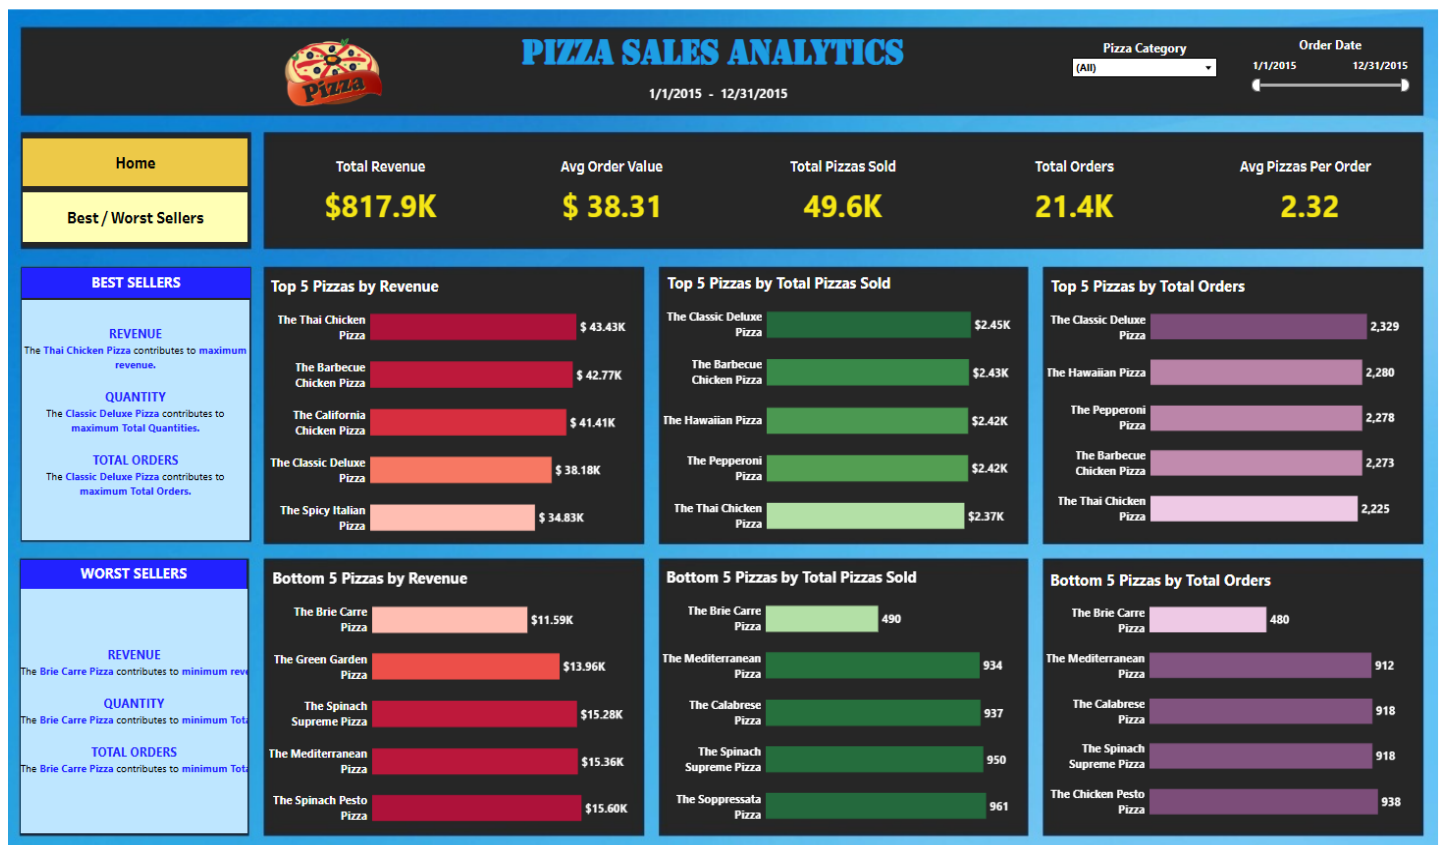 Pizza
PIZZA SALES ANALYTICS
1/1/2015 - 12/31/2015
Pizza Category
(All)
Order Date
1/1/2015 12/31/2015
Home
Best / Worst Sellers
Total Revenue
$817.9K
Avg Order Value
$ 38.31
Total Pizzas Sold
49.6K
Total Orders
21.4K
Avg Pizzas Per Order
2.32
BEST SELLERS
REVENUE
The Thai Chicken Pizza contributes to maximum
revenue.
QUANTITY
The Classic Deluxe Pizza contributes to
maximum Total Quantities.
TOTAL ORDERS
The Classic Deluxe Pizza contributes to
maximum Total Orders.
Top 5 Pizzas by Revenue
The Thai Chicken
Pizza
$ 43.43K
The Barbecue
Chicken Pizza
$ 42.77K
The California
Chicken Pizza
$ 41.41K
The Classic Deluxe
Pizza
$ 38.18K
The Spicy Italian
Pizza
$ 34.83K
Top 5 Pizzas by Total Pizzas Sold
The Classic Deluxe
Pizza
$2.45K
The Barbecue
Chicken Pizza
$2.43K
The Hawaiian Pizza
$2.42K
The Pepperoni
Pizza
$2.42K
The Thai Chicken
Pizza
$2.37K
Top 5 Pizzas by Total Orders
The Classic Deluxe
Pizza
2,329
The Hawaiian Pizza
2,280
The Pepperoni
Pizza
2,278
The Barbecue
Chicken Pizza
2,273
The Thai Chicken
Pizza
2,225
WORST SELLERS
REVENUE
The Brie Carre Pizza contributes to minimum reve
QUANTITY
The Brie Carre Pizza contributes to minimum Tota
TOTAL ORDERS
The Brie Carre Pizza contributes to minimum Tota
Bottom 5 Pizzas by Revenue
The Brie Carre
Pizza
$11.59K
The Green Garden
Pizza
$13.96K
The Spinach
Supreme Pizza
$15.28K
The Mediterranean
Pizza
$15.36K
The Spinach Pesto
Pizza
$15.60K
Bottom 5 Pizzas by Total Pizzas Sold
The Brie Carre
Pizza
490
The Mediterranean
Pizza
934
The Calabrese
Pizza
937
The Spinach
Supreme Pizza
950
The Soppressata
Pizza
961
Bottom 5 Pizzas by Total Orders
The Brie Carre
Pizza
480
The Mediterranean
Pizza
912
The Calabrese
Pizza
918
The Spinach
Supreme Pizza
918
The Chicken Pesto
Pizza
938